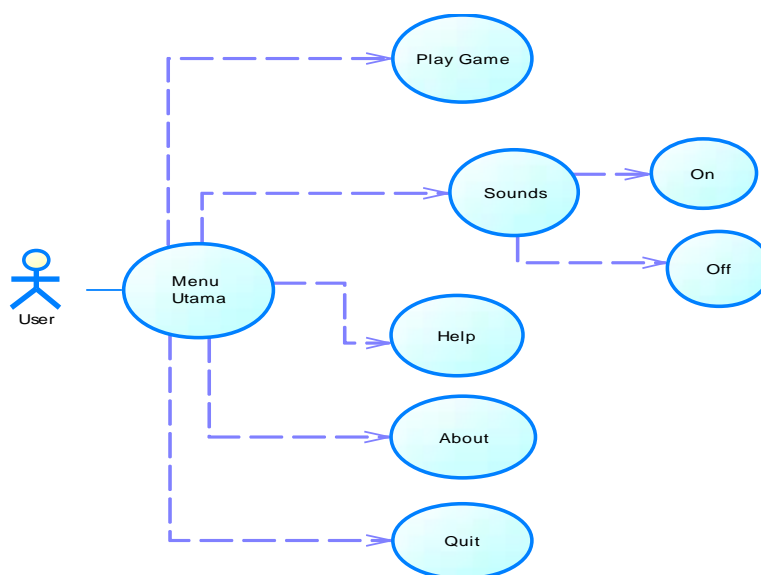 Play Game
Sounds
On
Off
Menu
Utama
User
Help
About
Quit